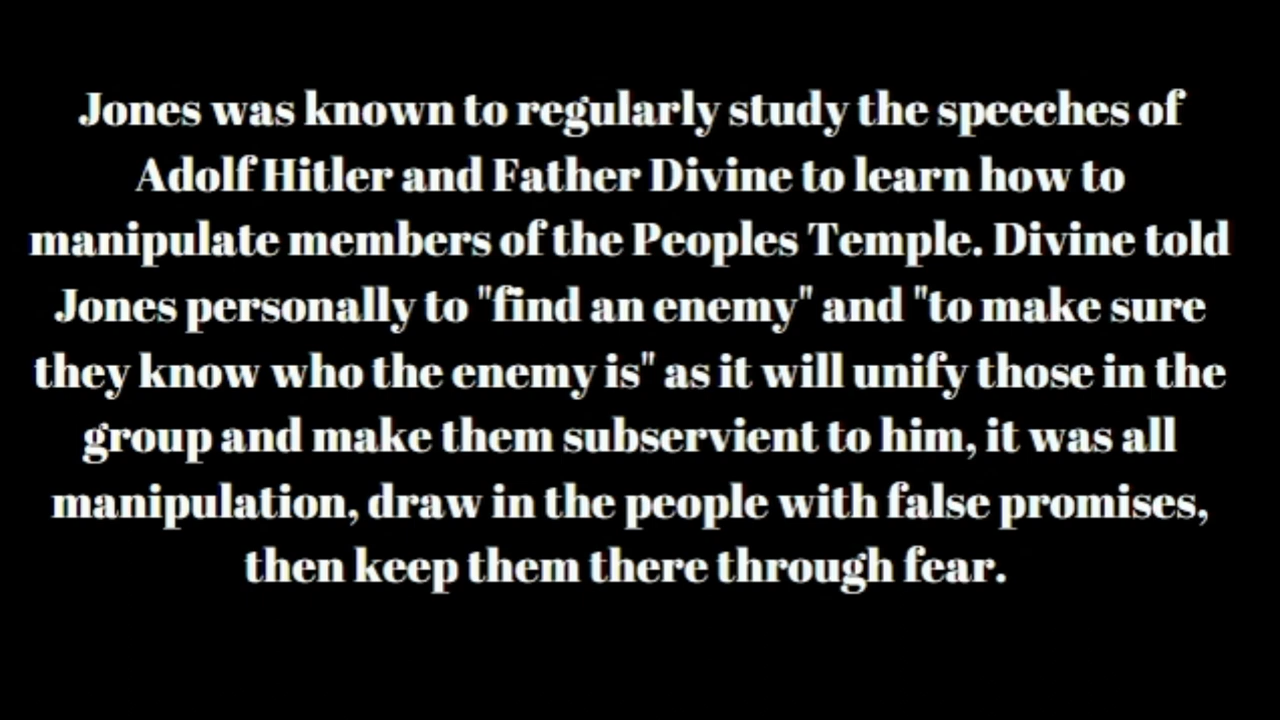 Jones was known to regularly study the speeches of
Adolf Hitler and Father Divine to learn how to
manipulate members of the Peoples Temple. Divine told
Jones personally to "find an enemy" and "to make sure
they know who the enemy is" as it will unify those in the
group and make them subservient to him, it was all
manipulation, draw in the people with false promises,
then keep them there through fear.